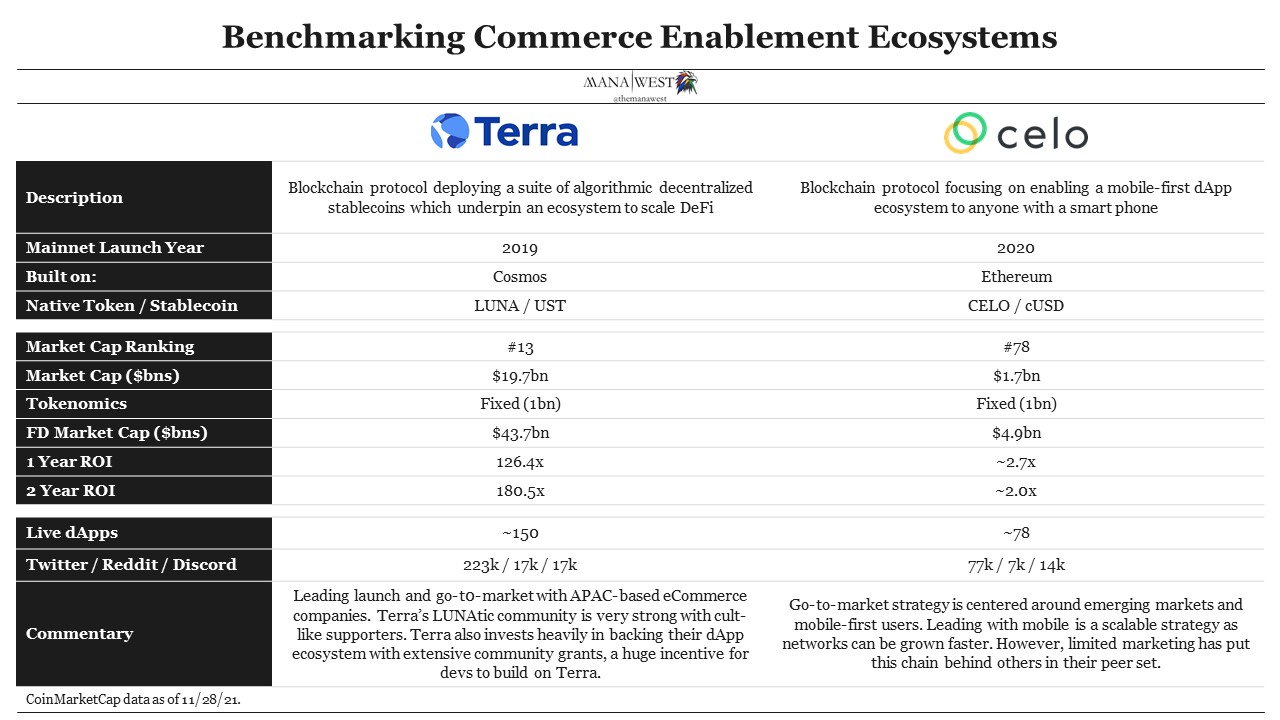 Benchmarking Commerce Enablement Ecosystems
MANA WEST
@themanawest
Terra celo
Description
Blockchain protocol deploying a suite of algorithmic decentralized
stablecoins which underpin an ecosystem to scale DeFi
Blockchain protocol focusing on enabling a mobile-first dApp
ecosystem to anyone with a smart phone
Mainnet Launch Year 2019 2020
Built on: Cosmos Ethereum
Native Token / Stablecoin LUNA / UST CELO / cUSD
Market Cap Ranking #13 #78
Market Cap ($bns) $19.7bn $1.7bn
Tokenomics Fixed (1bn) Fixed (1bn)
FD Market Cap ($bns) $43.7bn $4.9bn
1 Year ROI 126.4x ~2.7x
2 Year ROI 180.5x ~2.0x
Live dApps ~150 ~78
Twitter / Reddit / Discord 223k / 17k / 17k 77k / 7k / 14k
Commentary
Leading launch and go-t0-market with APAC-based eCommerce
companies. Terra's LUNAtic community is very strong with cult-
like supporters. Terra also invests heavily in backing their dApp
ecosystem with extensive community grants, a huge incentive for
devs to build on Terra.
Go-to-market strategy is centered around emerging markets and
mobile-first users. Leading with mobile is a scalable strategy as
networks can be grown faster. However, limited marketing has put
this chain behind others in their peer set.
CoinMarketCap data as of 11/28/21.